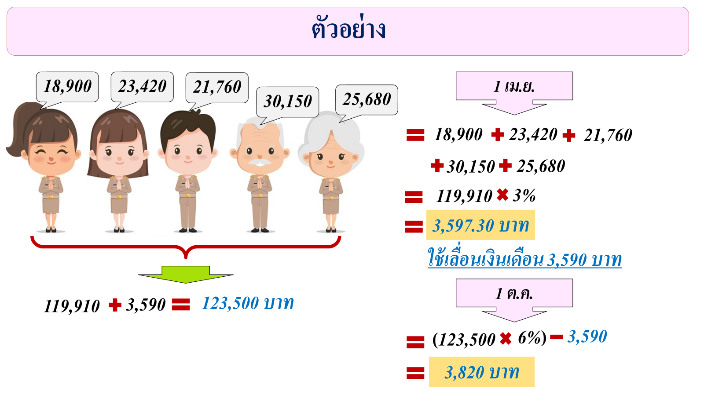 ตัวอย่าง
18,900
23,420
21,760
30,150
25,680
1 เม.ย.
= 18,900 + 23,420 + 21,760
+ 30,150 + 25,680
= 119,910 × 3%
= 3,597.30 บาท
ใช้เลื่อนเงินเดือน 3,590 บาท
119,910 + 3,590 = 123,500 บาท
1 ต.ค.
= (123,500 × 6%) − 3,590
= 3,820 บาท